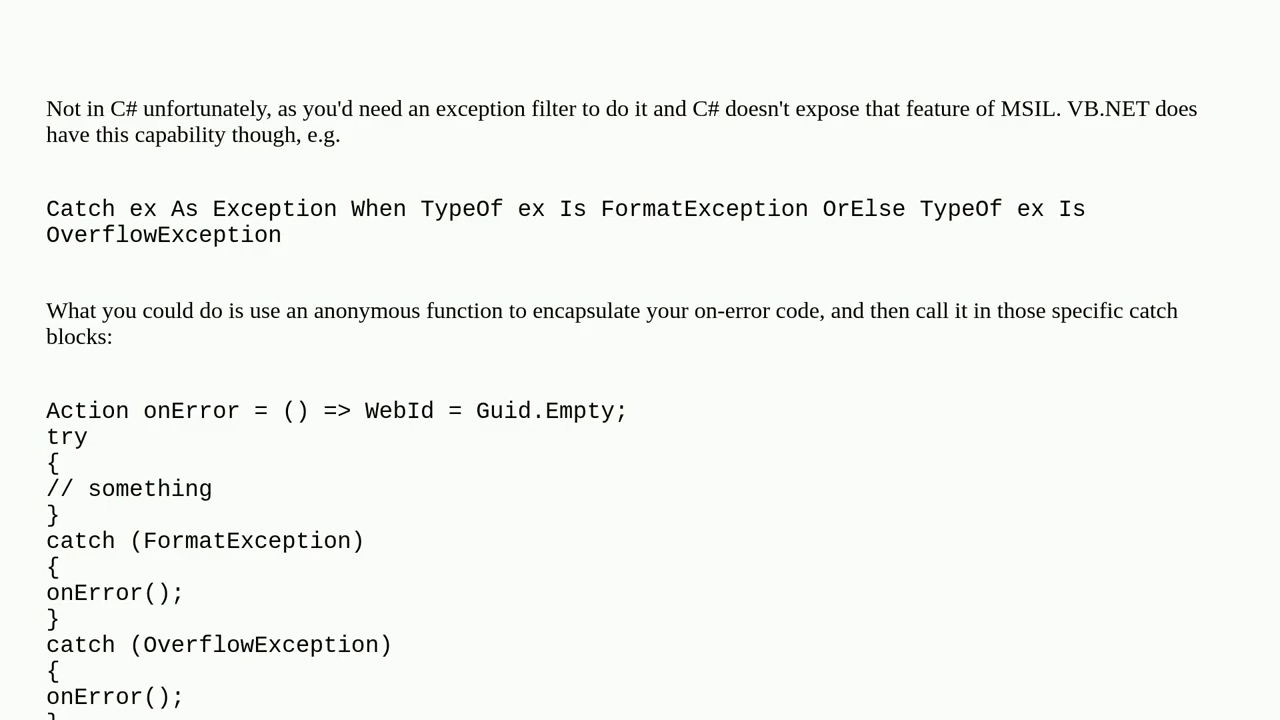 Not in C# unfortunately, as you'd need an exception filter to do it and C# doesn't expose that feature of MSIL. VB.NET does
have this capability though, e.g.
Catch ex As Exception When TypeOf ex Is FormatException OrElse TypeOf ex Is
OverflowException
What you could do is use an anonymous function to encapsulate your on-error code, and then call it in those specific catch
blocks:
Action onError = () => WebId = Guid.Empty;
try
{
// something
}
catch (FormatException)
{
onError();
}
catch (OverflowException)
{
onError();
}